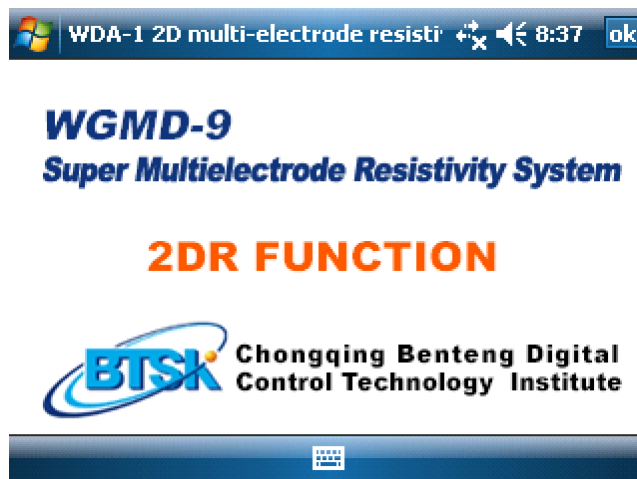 WDA-1 2D multi-electrode resisti 8:37 ok
WGMD-9
Super Multielectrode Resistivity System
2DR FUNCTION
BTSK Chongqing Benteng Digital
Control Technology Institute